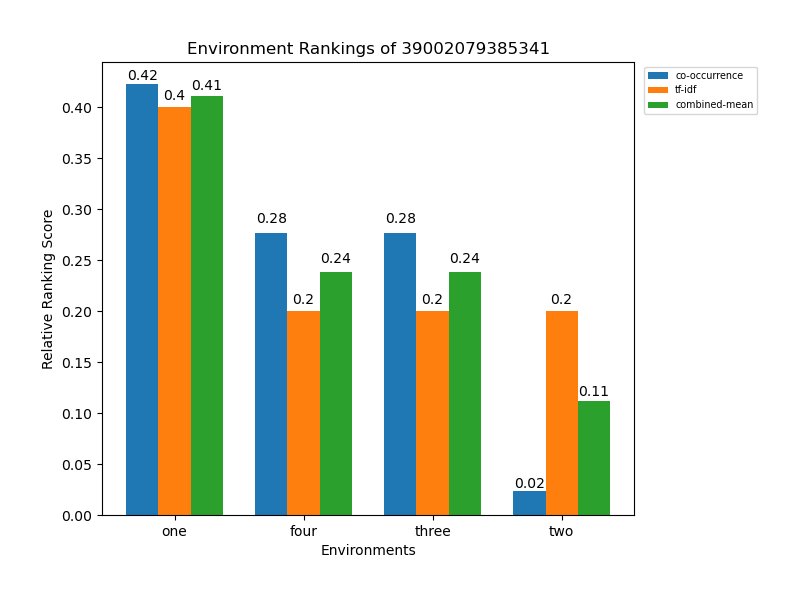 Environment Rankings of 39002079385341
co-occurrence
tf-idf
combined-mean
Relative Ranking Score
0.40
0.35
0.30
0.25
0.20
0.15
0.10
0.05
0.00
0.42
0.4
0.41
0.28
0.2
0.24
0.28
0.2
0.24
0.02
0.2
0.11
one
four
three
two
Environments